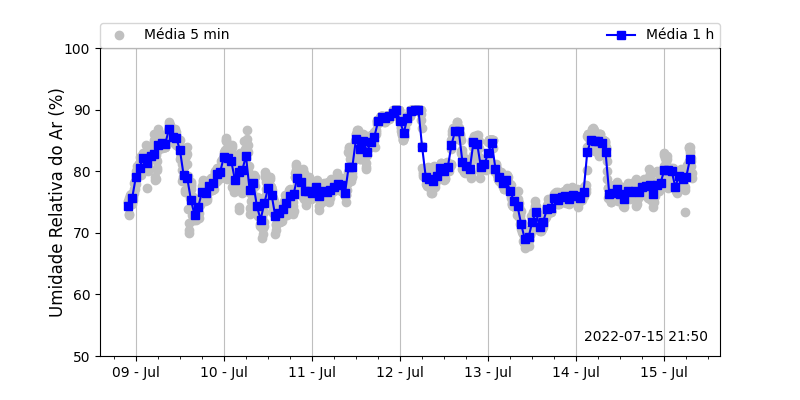 Média 5 min
Média 1 h
Umidade Relativa do Ar (%)
100
90
80
70
60
50
2022-07-15 21:50
09 - Jul
10 - Jul
11 - Jul
12 - Jul
13 - Jul
14 - Jul
15 - Jul